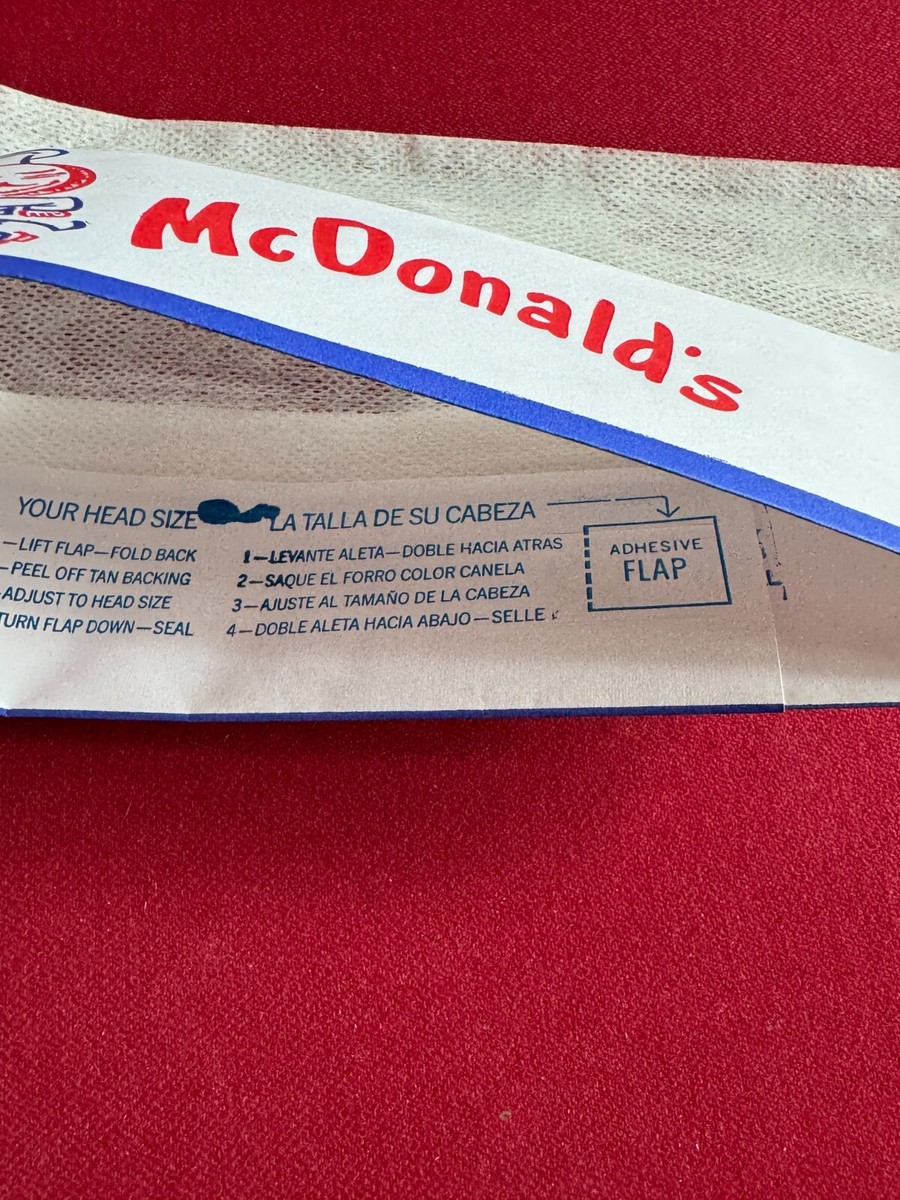 McDonald's
YOUR HEAD SIZE
—LIFT FLAP—FOLD BACK
—PEEL OFF TAN BACKING
—ADJUST TO HEAD SIZE
TURN FLAP DOWN—SEAL
LA TALLA DE SU CABEZA
1—LEVANTE ALETA—DOBLE HACIA ATRAS
2—SAQUE EL FORRO COLOR CANELA
3—AJUSTE AL TAMAÑO DE LA CABEZA
4—DOBLE ALETA HACIA ABAJO—SELLE
ADHESIVE
FLAP